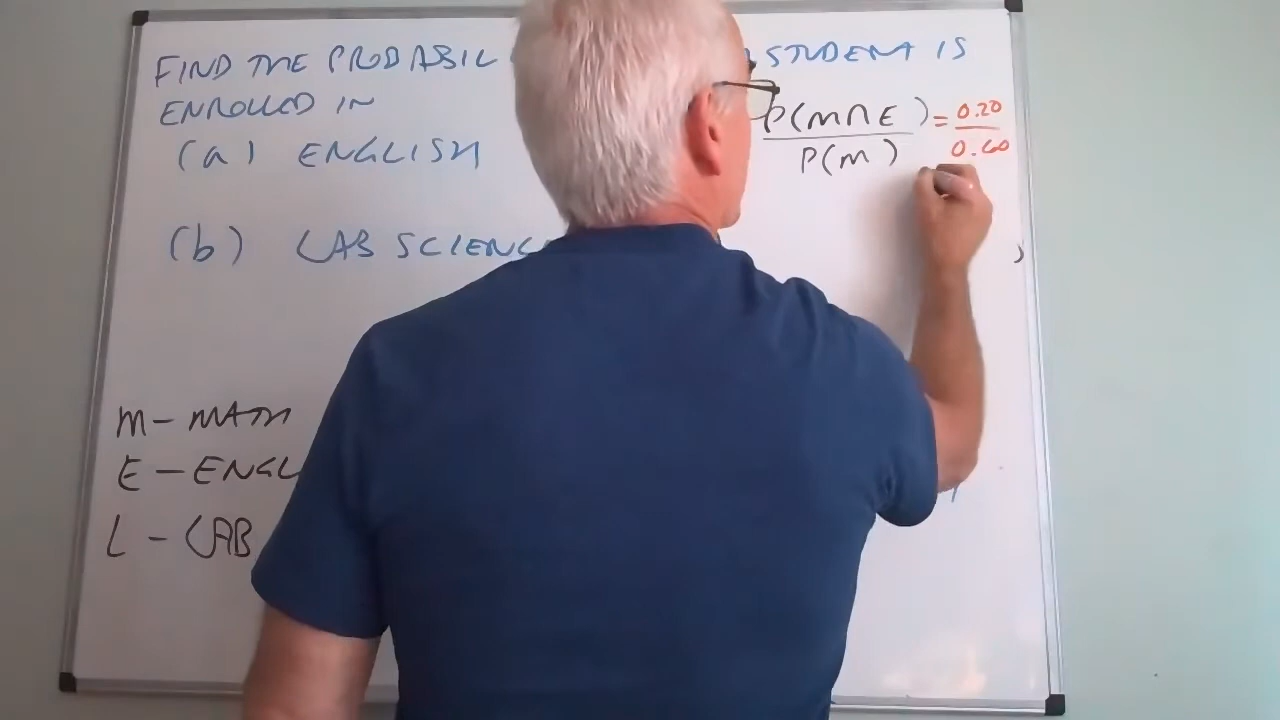 FIND THE PROBABIL STUDENT IS
ENROLLED IN
(a) ENGLISH
P(M∩E) = 0.20
P(M) 0.60
(b) LAB SCIENC
M - MATH
E - ENGL
L - LAB